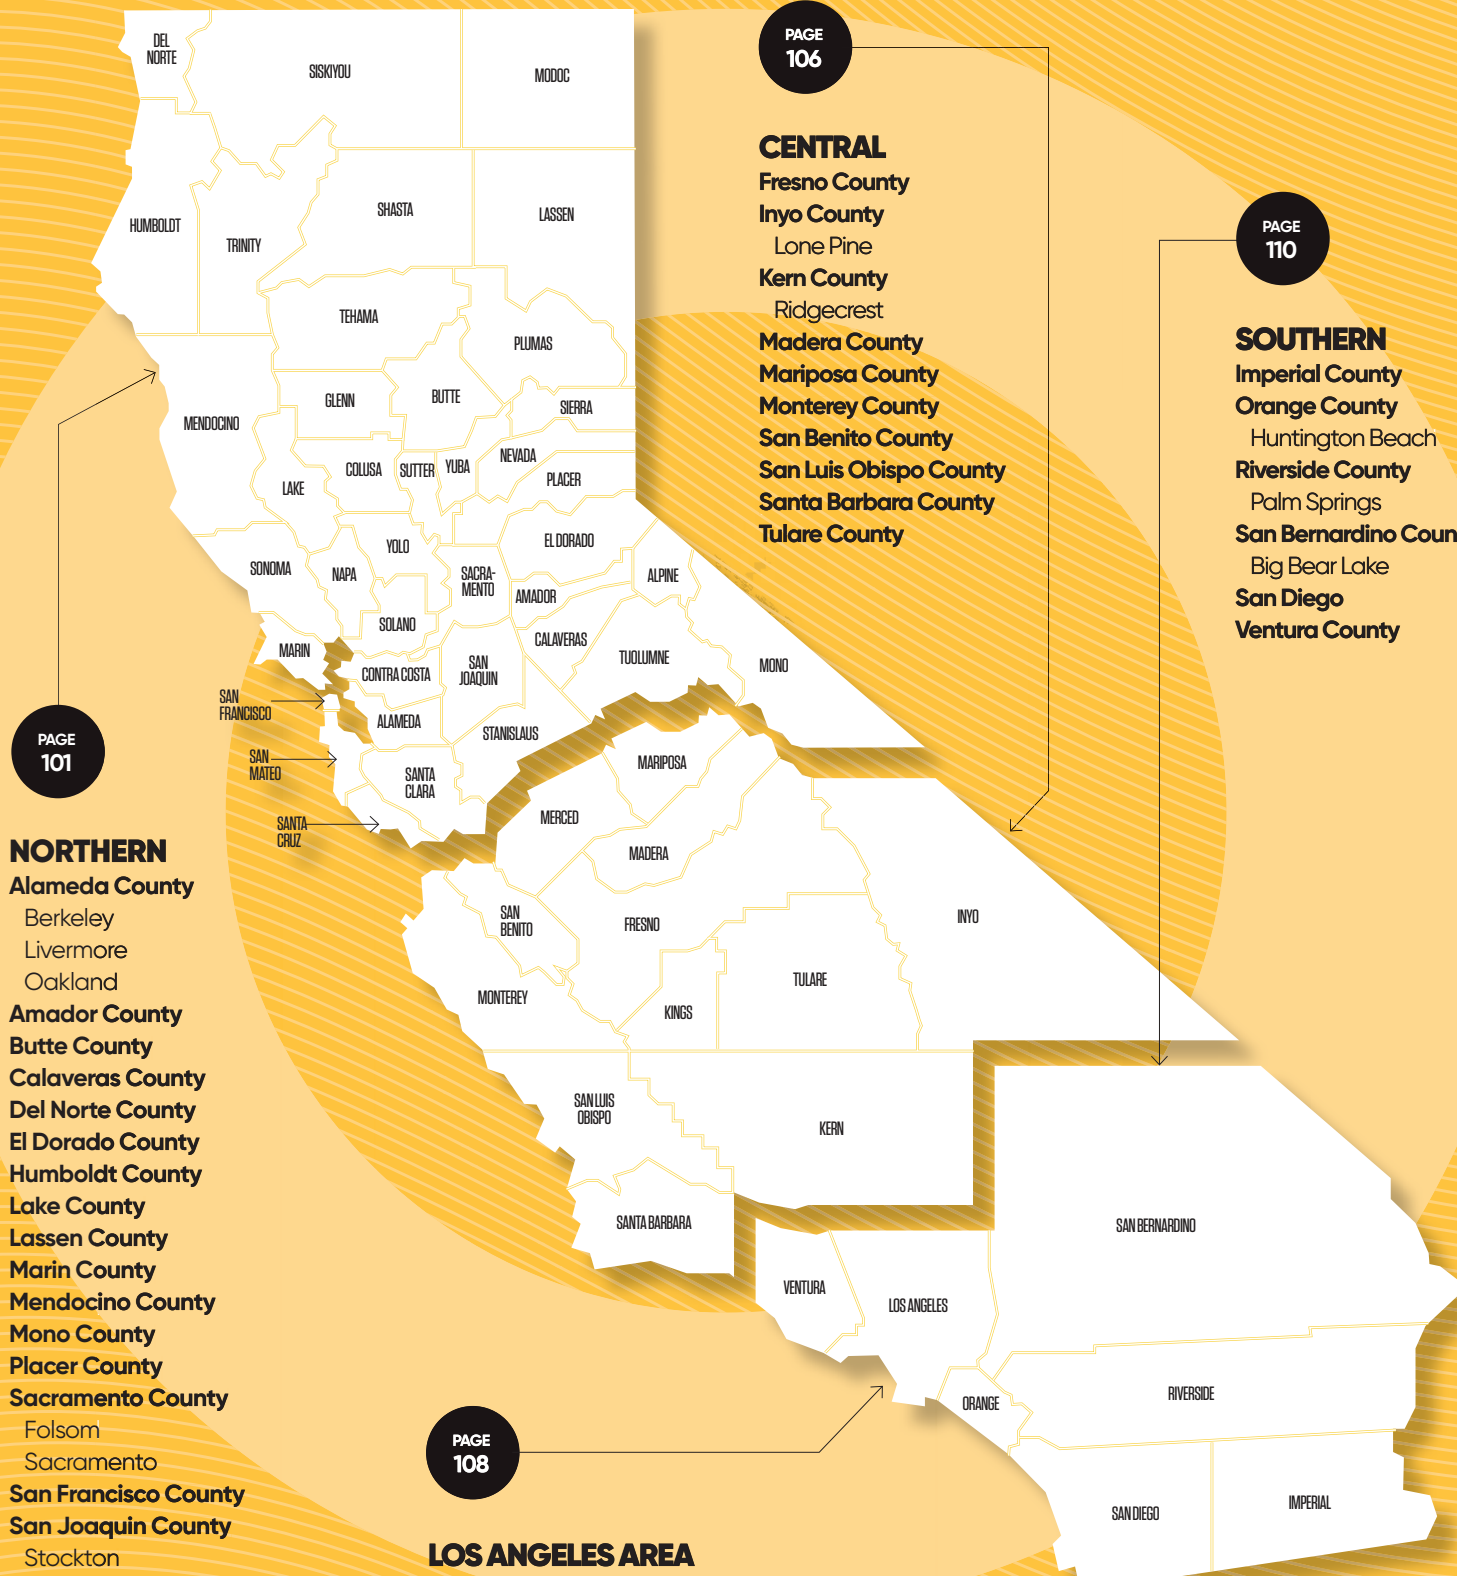 DEL
NORTE
SISKIYOU
MODOC
HUMBOLDT
TRINITY
SHASTA
LASSEN
TEHAMA
PLUMAS
GLENN
BUTTE
SIERRA
MENDOCINO
NEVADA
COLUSA
SUTTER
YUBA
PLACER
LAKE
YOLO
EL DORADO
SONOMA
NAPA
SACRA-
MENTO
ALPINE
AMADOR
SOLANO
CALAVERAS
MARIN
CONTRA COSTA
SAN
JOAQUIN
TUOLUMNE
MONO
SAN
FRANCISCO
ALAMEDA
STANISLAUS
SAN
MATEO
SANTA
CLARA
SANTA
CRUZ
MARIPOSA
MERCED
MADERA
SAN
BENITO
FRESNO
INYO
MONTEREY
KINGS
TULARE
SAN LUIS
OBISPO
KERN
SANTA BARBARA
SAN BERNARDINO
VENTURA
LOS ANGELES
ORANGE
RIVERSIDE
SAN DIEGO
IMPERIAL
PAGE
101
NORTHERN
Alameda County
Berkeley
Livermore
Oakland
Amador County
Butte County
Calaveras County
Del Norte County
El Dorado County
Humboldt County
Lake County
Lassen County
Marin County
Mendocino County
Mono County
Placer County
Sacramento County
Folsom
Sacramento
San Francisco County
San Joaquin County
Stockton
PAGE
106
CENTRAL
Fresno County
Inyo County
Lone Pine
Kern County
Ridgecrest
Madera County
Mariposa County
Monterey County
San Benito County
San Luis Obispo County
Santa Barbara County
Tulare County
PAGE
108
LOS ANGELES AREA
PAGE
110
SOUTHERN
Imperial County
Orange County
Huntington Beach
Riverside County
Palm Springs
San Bernardino Coun
Big Bear Lake
San Diego
Ventura County